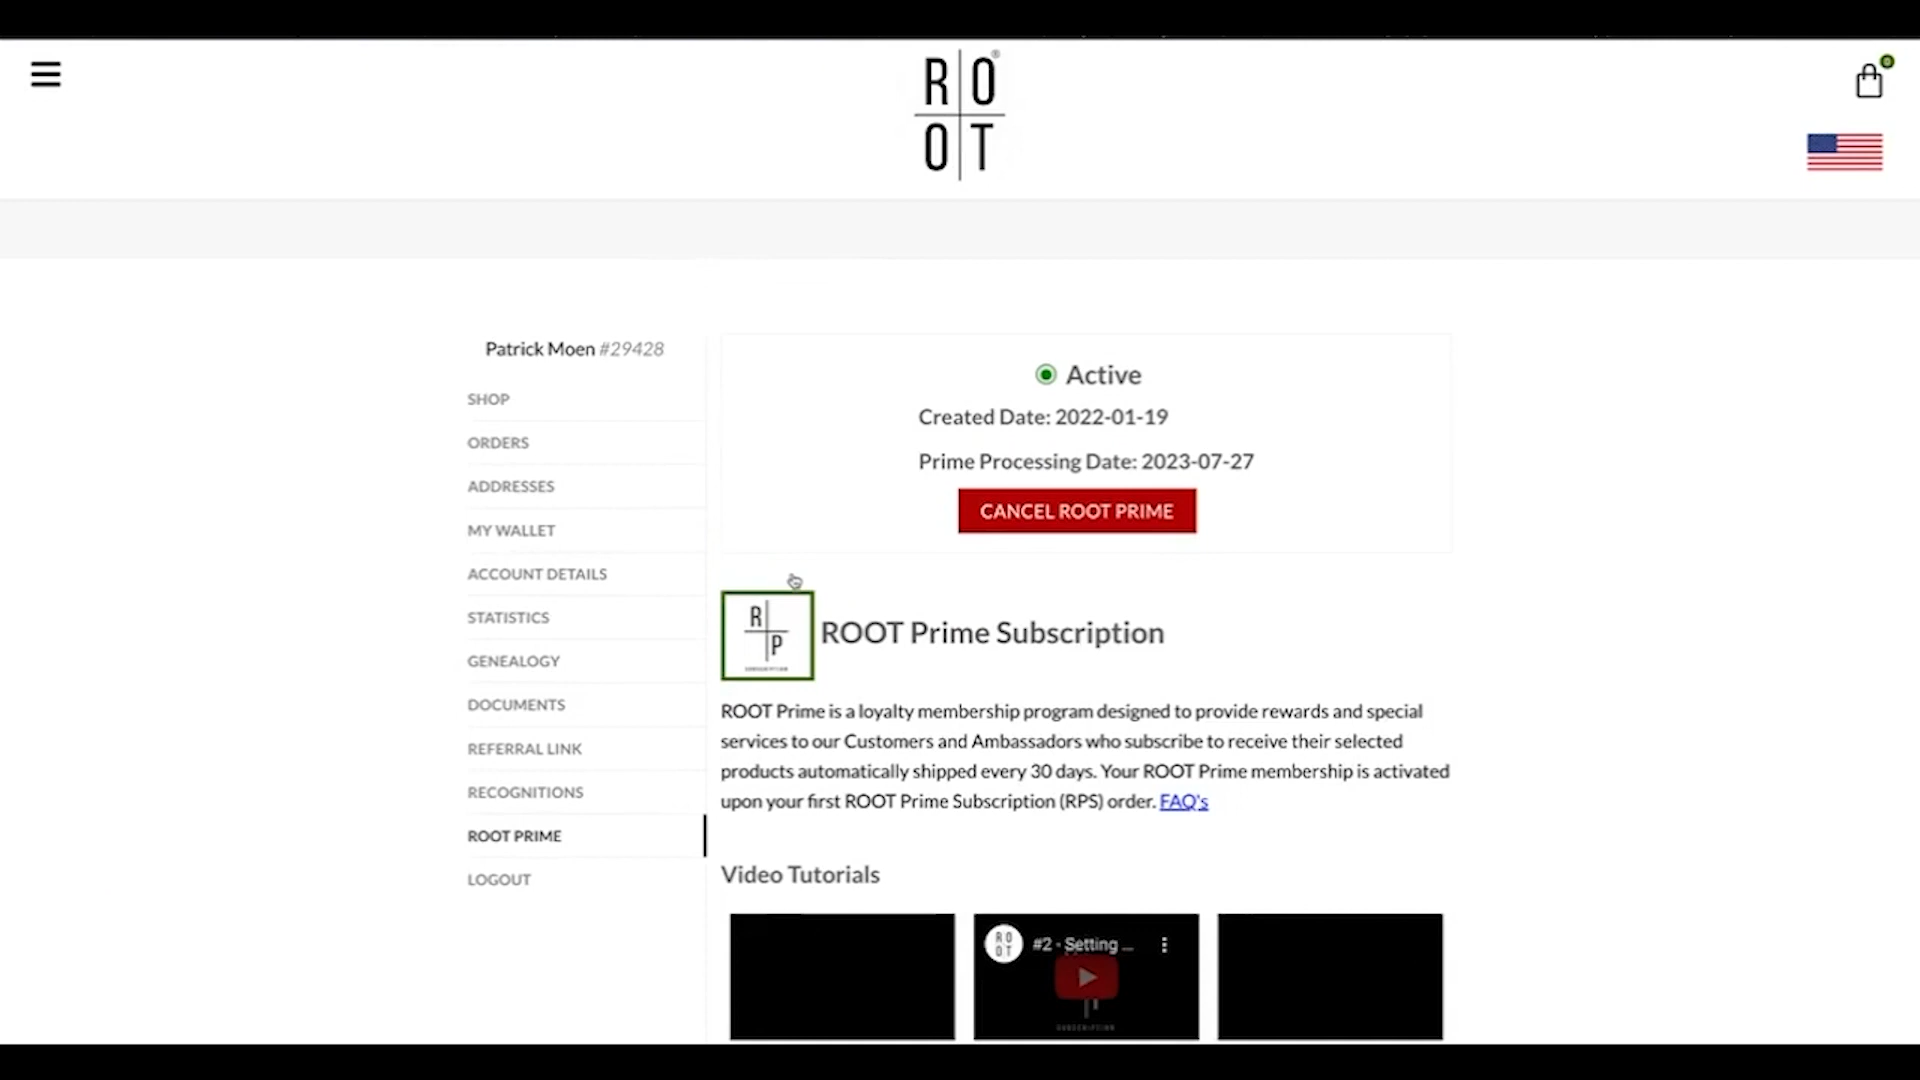 R O
O T
®
0
Patrick Moen #29428
SHOP
ORDERS
ADDRESSES
MY WALLET
ACCOUNT DETAILS
STATISTICS
GENEALOGY
DOCUMENTS
REFERRAL LINK
RECOGNITIONS
ROOT PRIME
LOGOUT
Active
Created Date: 2022-01-19
Prime Processing Date: 2023-07-27
CANCEL ROOT PRIME
R
P
SUBSCRIPTION
ROOT Prime Subscription
ROOT Prime is a loyalty membership program designed to provide rewards and special
services to our Customers and Ambassadors who subscribe to receive their selected
products automatically shipped every 30 days. Your ROOT Prime membership is activated
upon your first ROOT Prime Subscription (RPS) order. FAQ's
Video Tutorials
R O
O T
#2 - Setting ...
SUBSCRIPTION